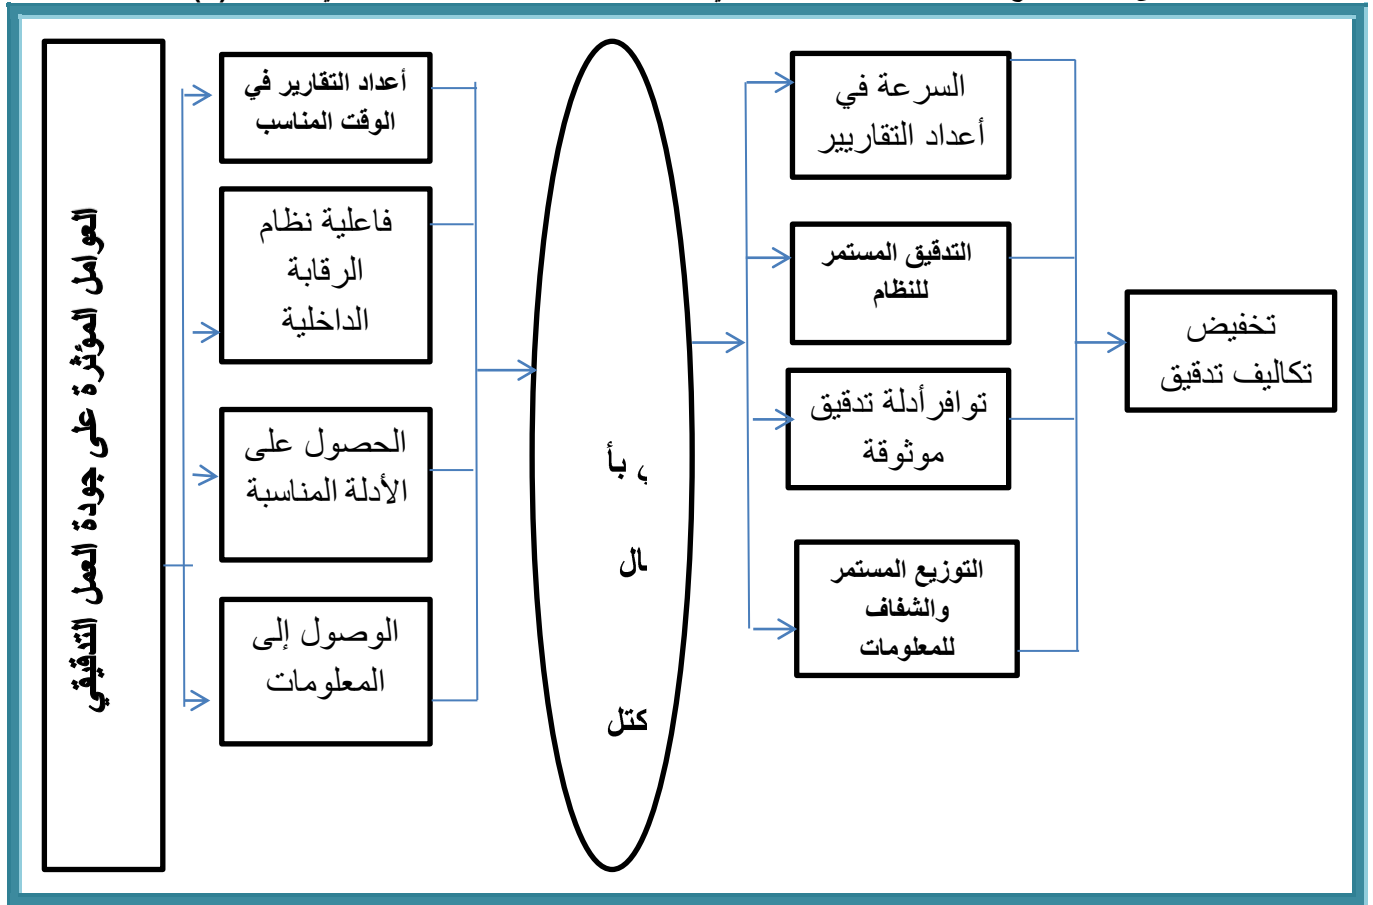 العوامل المؤثرة على جودة العمل التدقيقي
أعداد التقارير في
الوقت المناسب
فاعلية نظام
الرقابة
الداخلية
الحصول على
الأدلة المناسبة
الوصول إلى
المعلومات
بأ
كتل
السرعة في
أعداد التقاريير
التدقيق المستمر
للنظام
توافرأدلة تدقيق
موثوقة
التوزيع المستمر
والشفاف
للمعلومات
تخفيض
تكاليف تدقيق